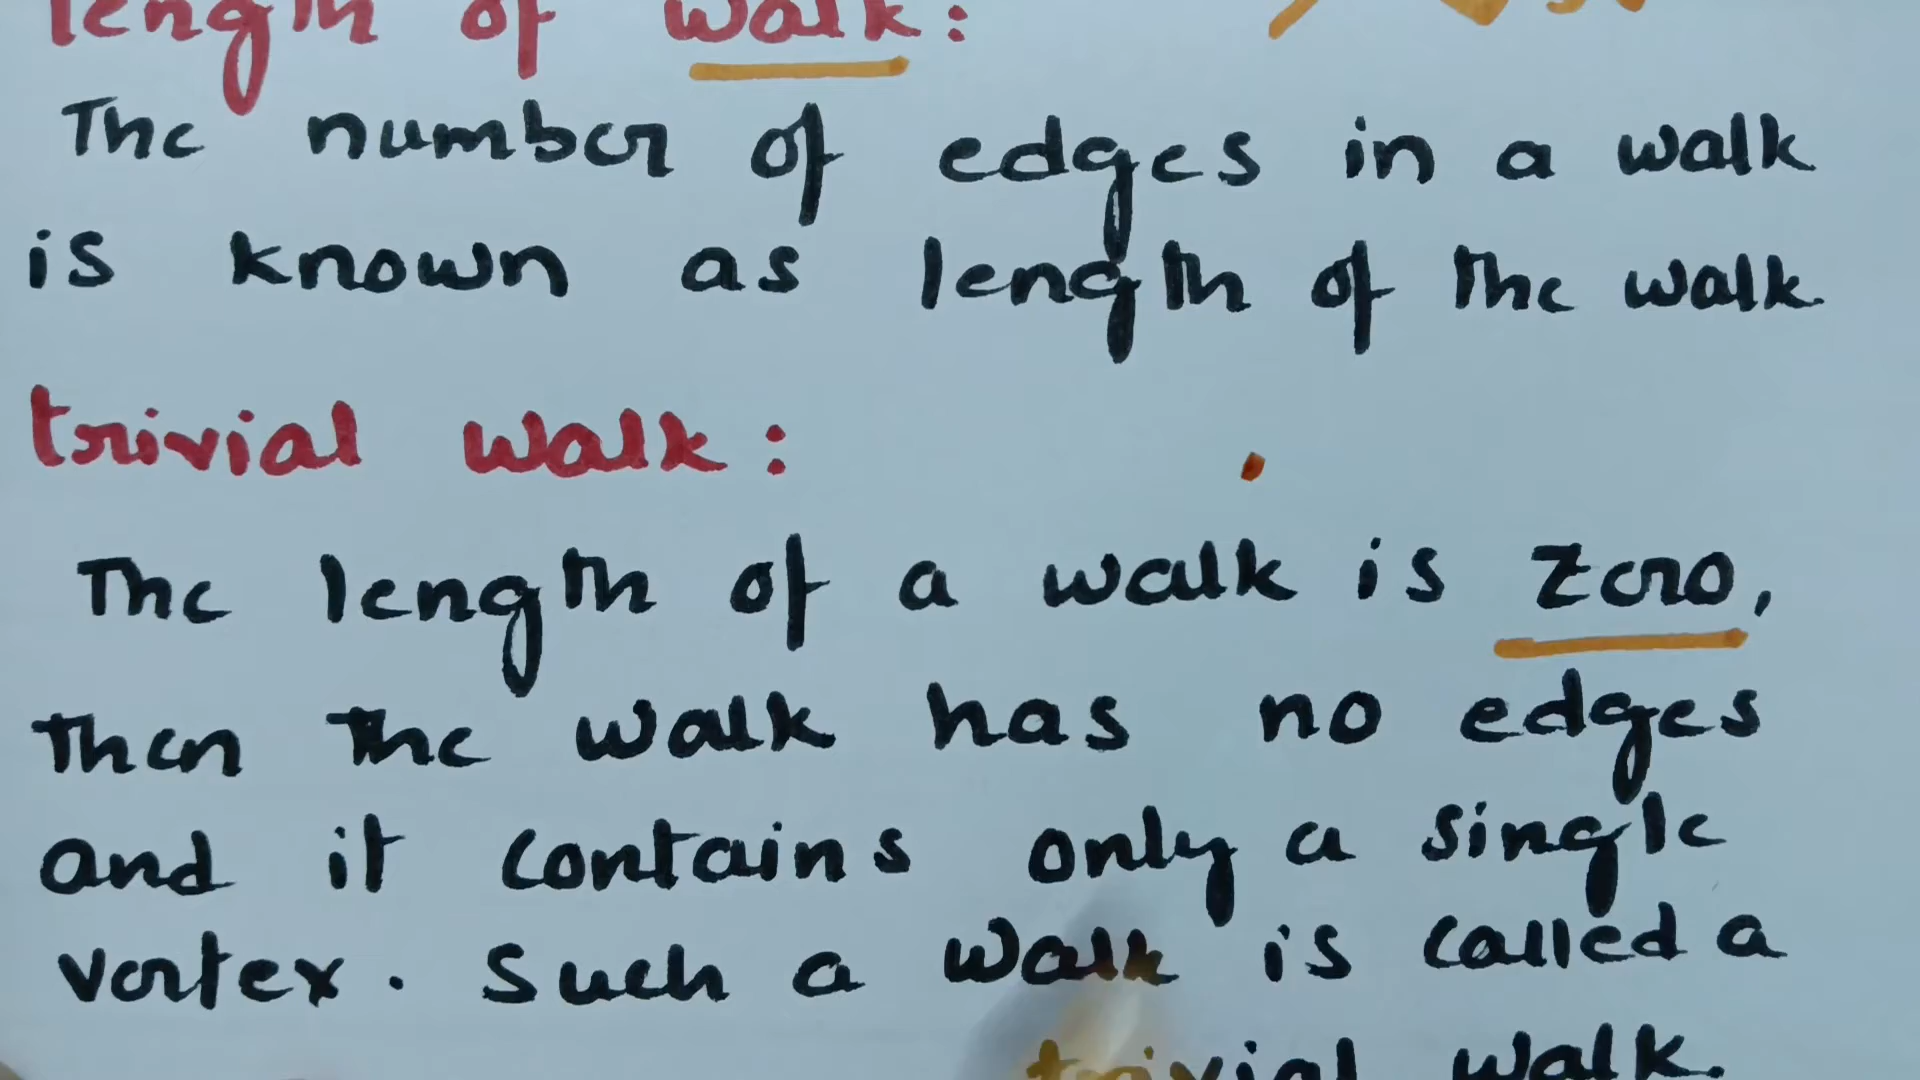 length of walk:
The number of edges in a walk
is known as length of the walk.
trivial walk:
The length of a walk is zero,
then the walk has no edges
and it contains only a single
vertex. Such a walk is called a
trivial walk.